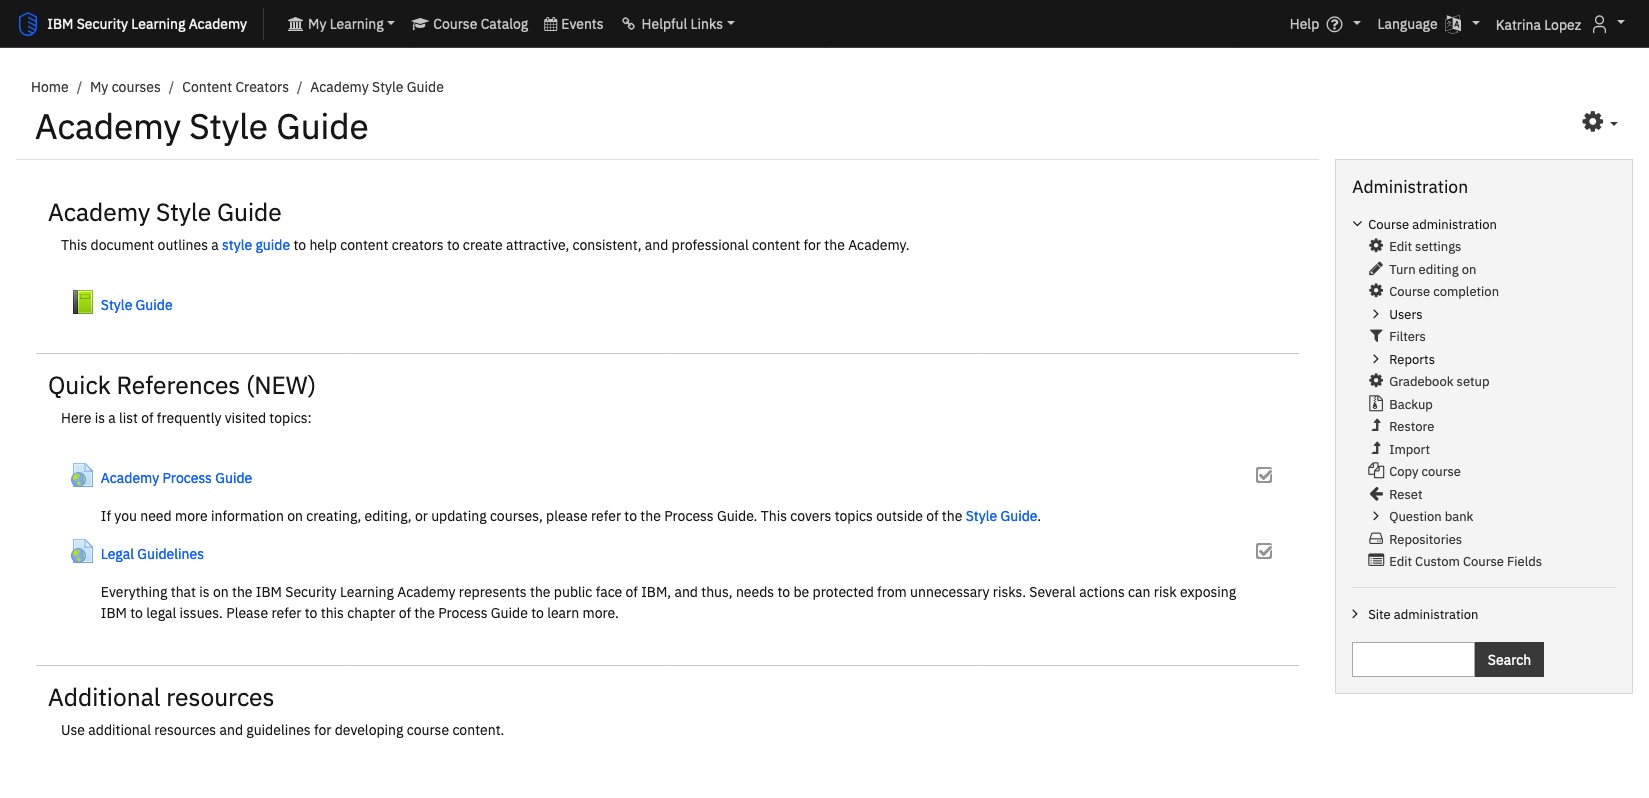 IBM Security Learning Academy
My Learning
Course Catalog
Events
Helpful Links
Help
Language
Katrina Lopez
Home / My courses / Content Creators / Academy Style Guide
Academy Style Guide
Academy Style Guide
This document outlines a style guide to help content creators to create attractive, consistent, and professional content for the Academy.
Style Guide
Quick References (NEW)
Here is a list of frequently visited topics:
Academy Process Guide
If you need more information on creating, editing, or updating courses, please refer to the Process Guide. This covers topics outside of the Style Guide.
Legal Guidelines
Everything that is on the IBM Security Learning Academy represents the public face of IBM, and thus, needs to be protected from unnecessary risks. Several actions can risk exposing
IBM to legal issues. Please refer to this chapter of the Process Guide to learn more.
Additional resources
Use additional resources and guidelines for developing course content.
Administration
Course administration
Edit settings
Turn editing on
Course completion
Users
Filters
Reports
Gradebook setup
Backup
Restore
Import
Copy course
Reset
Question bank
Repositories
Edit Custom Course Fields
Site administration
Search